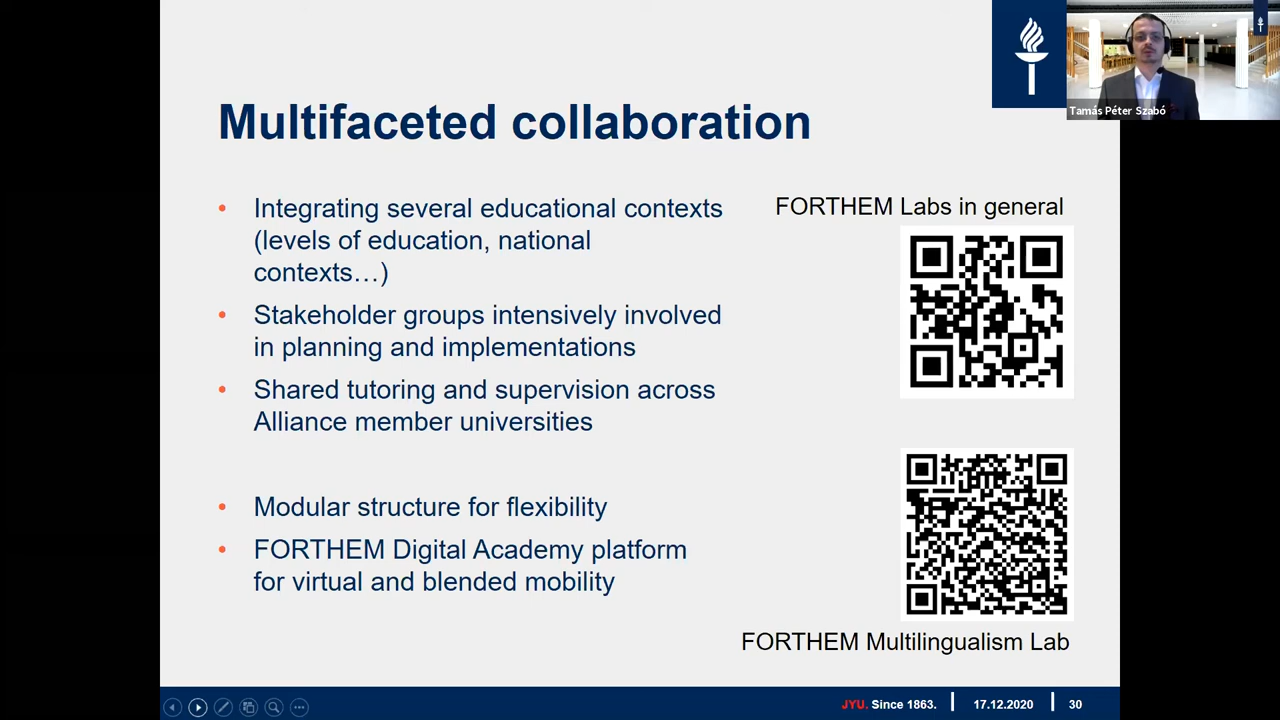 Tamás Péter Szabó
Multifaceted collaboration
• Integrating several educational contexts
(levels of education, national
contexts…)
• Stakeholder groups intensively involved
in planning and implementations
• Shared tutoring and supervision across
Alliance member universities
• Modular structure for flexibility
• FORTHEM Digital Academy platform
for virtual and blended mobility
FORTHEM Labs in general
FORTHEM Multilingualism Lab
JYU. Since 1863.
17.12.2020
30